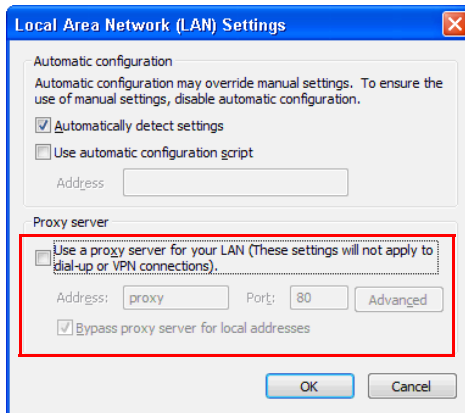 Local Area Network (LAN) Settings
Automatic configuration
Automatic configuration may override manual settings. To ensure the
use of manual settings, disable automatic configuration.
Automatically detect settings
Use automatic configuration script
Address
Proxy server
Use a proxy server for your LAN (These settings will not apply to
dial-up or VPN connections).
Address: proxy Port: 80 Advanced
Bypass proxy server for local addresses
OK Cancel